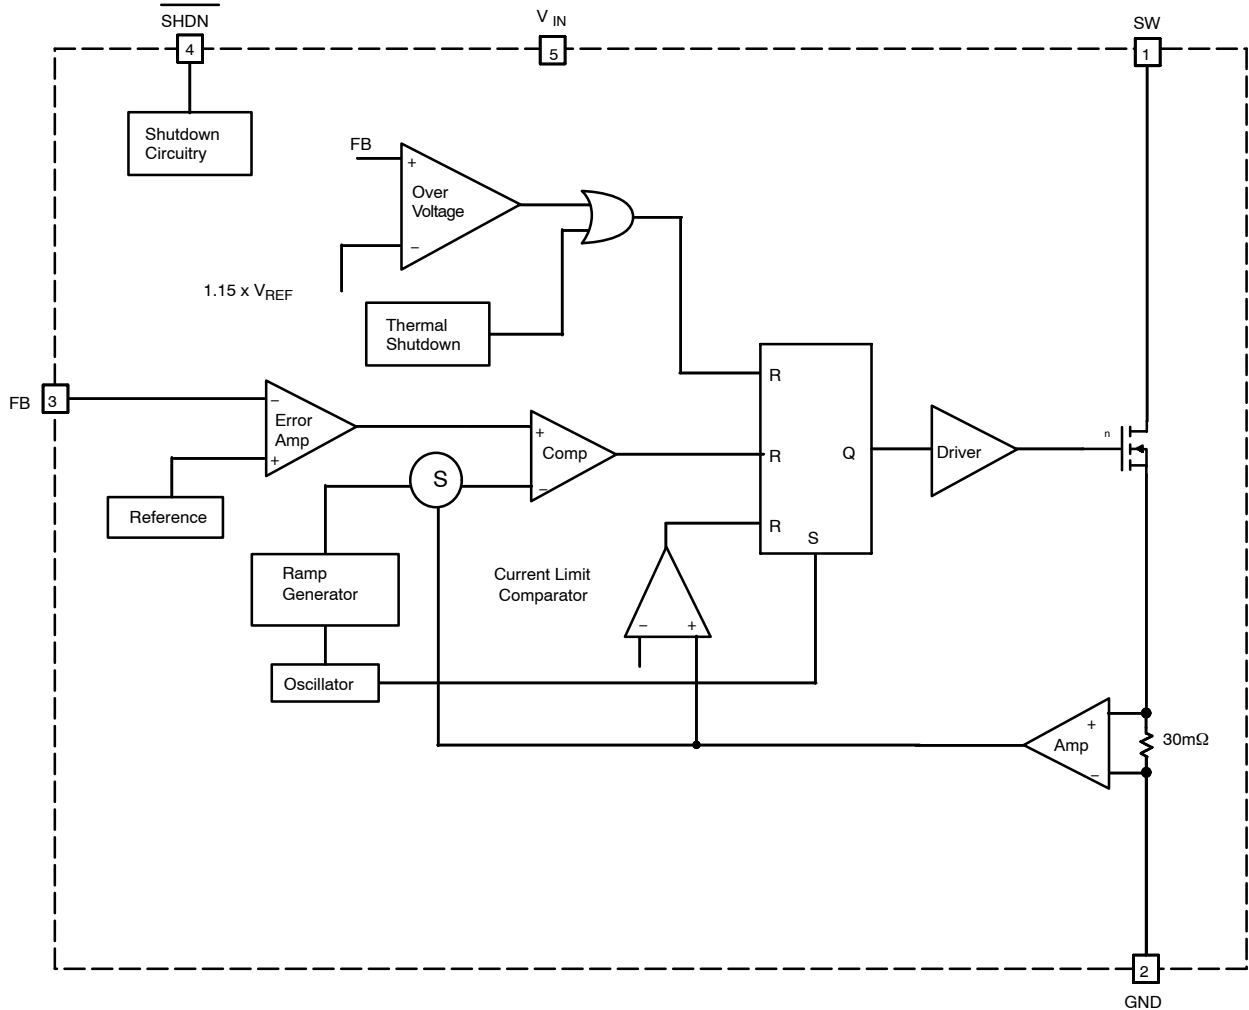 SHDN
V IN
SW
4
5
1
Shutdown
Circuitry
FB
+
Over
Voltage
−
1.15 x VREF
Thermal
Shutdown
R
FB
3
−
Error
Amp
+
+
Comp
−
S
R
Q
Driver
n
Reference
R
S
Ramp
Generator
Current Limit
Comparator
−
+
Oscillator
+
Amp
−
30mΩ
2
GND